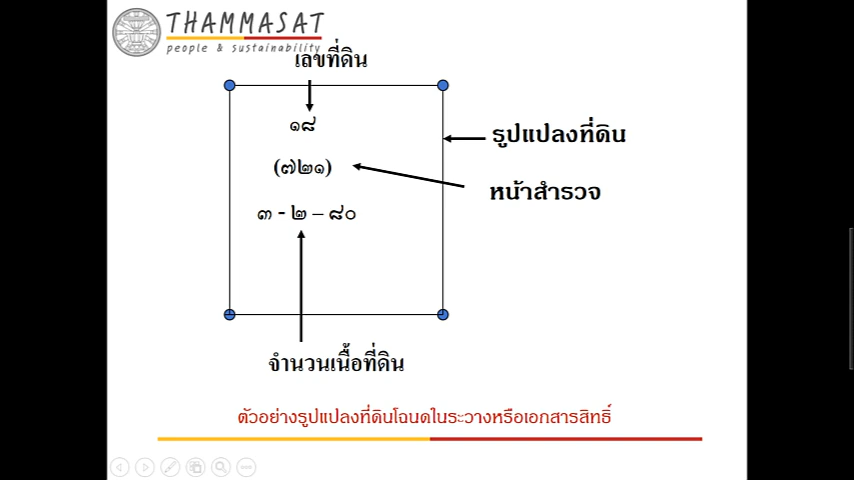 THAMMASAT
people & sustainability
เลขที่ดิน
๑๘
รูปแปลงที่ดิน
(๗๒๑)
หน้าสำรวจ
๓ - ๒ – ๘๐
จำนวนเนื้อที่ดิน
ตัวอย่างรูปแปลงที่ดินโฉนดในระวางหรือเอกสารสิทธิ์